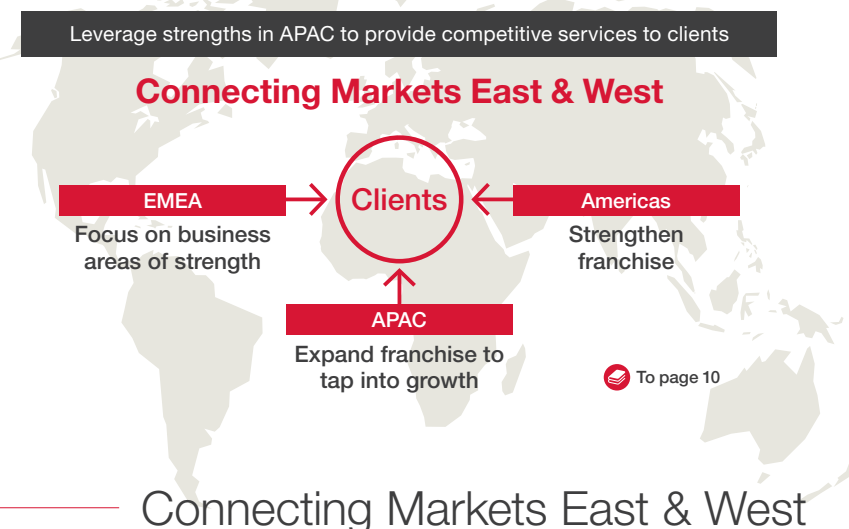 Leverage strengths in APAC to provide competitive services to clients
Connecting Markets East & West
Clients
EMEA
Focus on business
areas of strength
Americas
Strengthen
franchise
APAC
Expand franchise to
tap into growth
To page 10
Connecting Markets East & West